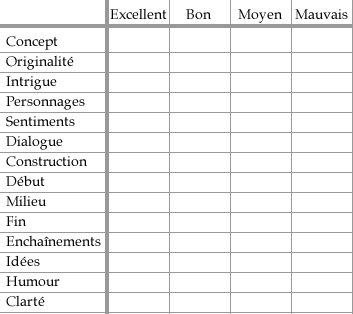 Excellent Bon Moyen Mauvais
Concept
Originalité
Intrigue
Personnages
Sentiments
Dialogue
Construction
Début
Milieu
Fin
Enchaînements
Idées
Humour
Clarté